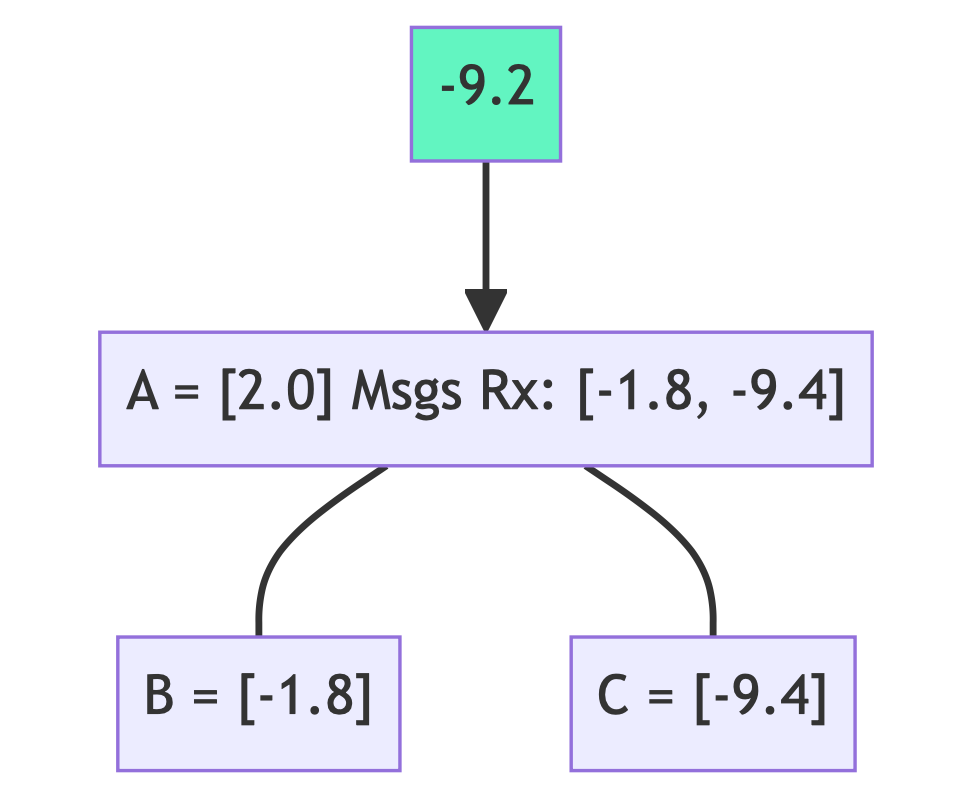 -9.2
A = [2.0] Msgs Rx: [-1.8, -9.4]
B = [-1.8]
C = [-9.4]